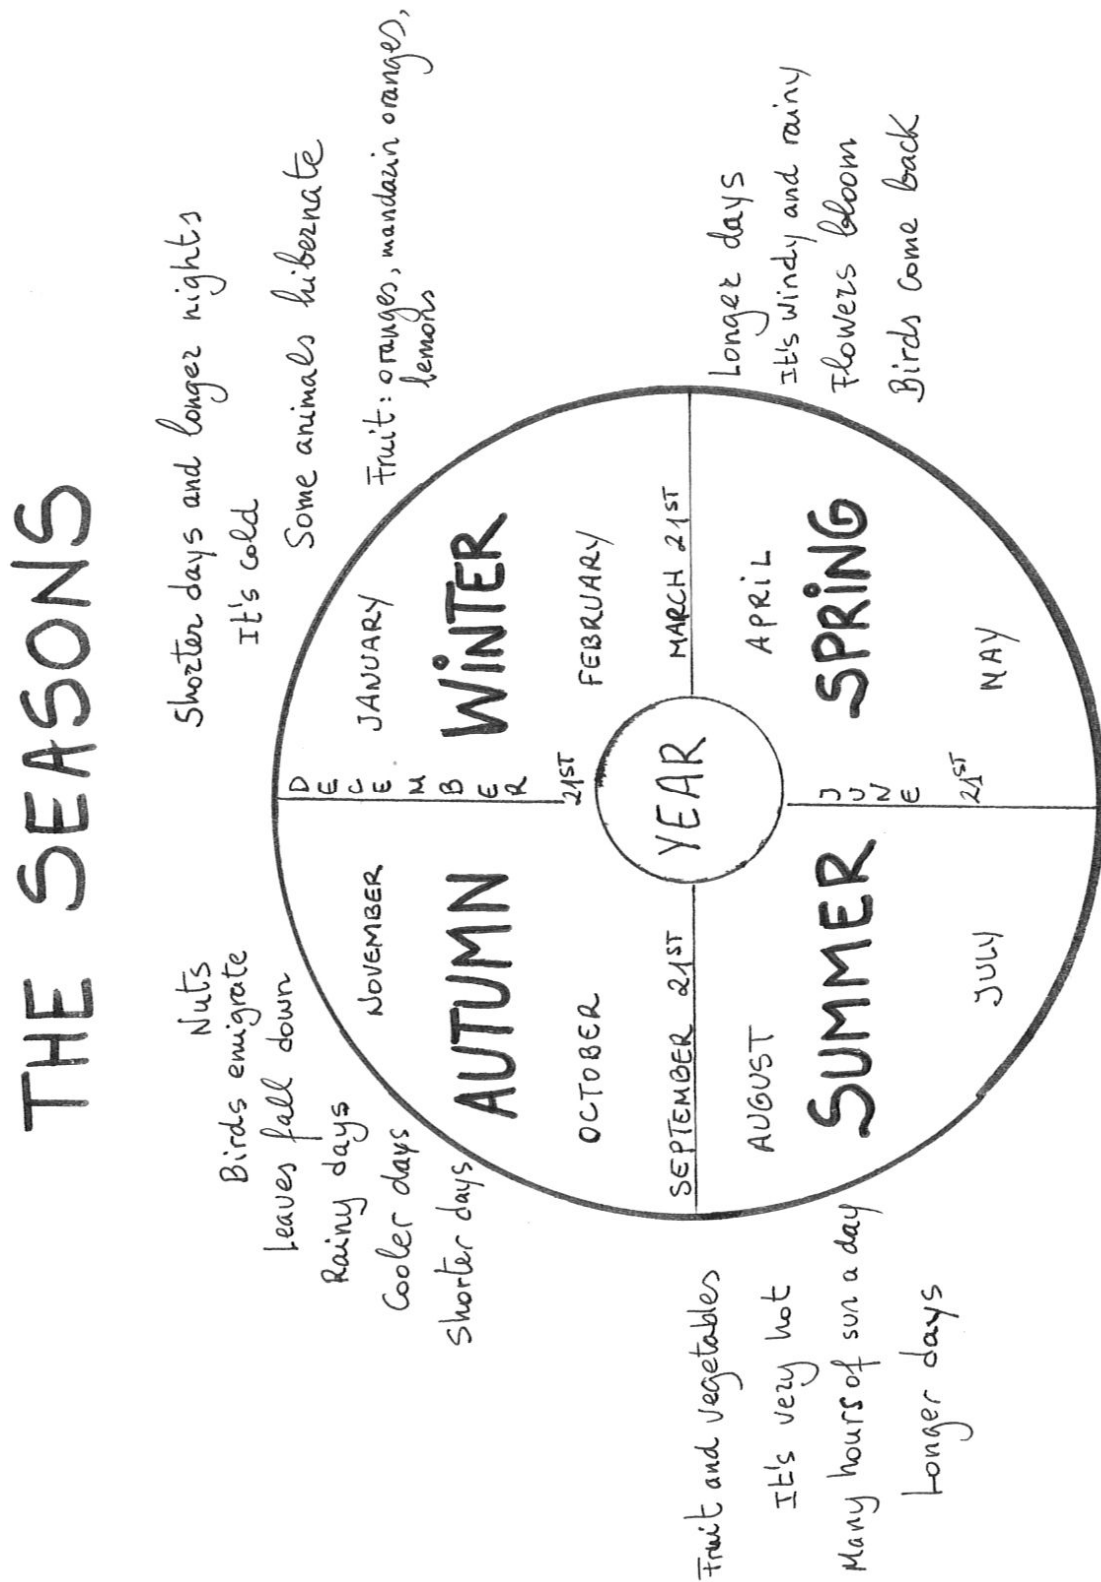 THE SEASONS
Nuts
Birds emigrate
Leaves fall down
Rainy days
Cooler days
Shorter days
Shorter days and longer nights
It's cold
Some animals hibernate
Fruit: oranges, mandarin oranges,
lemons
NOVEMBER
AUTUMN
OCTOBER
DECEMBER
21ST
JANUARY
WINTER
FEBRUARY
SEPTEMBER 21ST
YEAR
MARCH 21ST
AUGUST
SUMMER
JULY
JUNE
21ST
APRIL
SPRING
MAY
Fruit and vegetables
It's very hot
Many hours of sun a day
Longer days
Longer days
It's windy and rainy
Flowers bloom
Birds come back